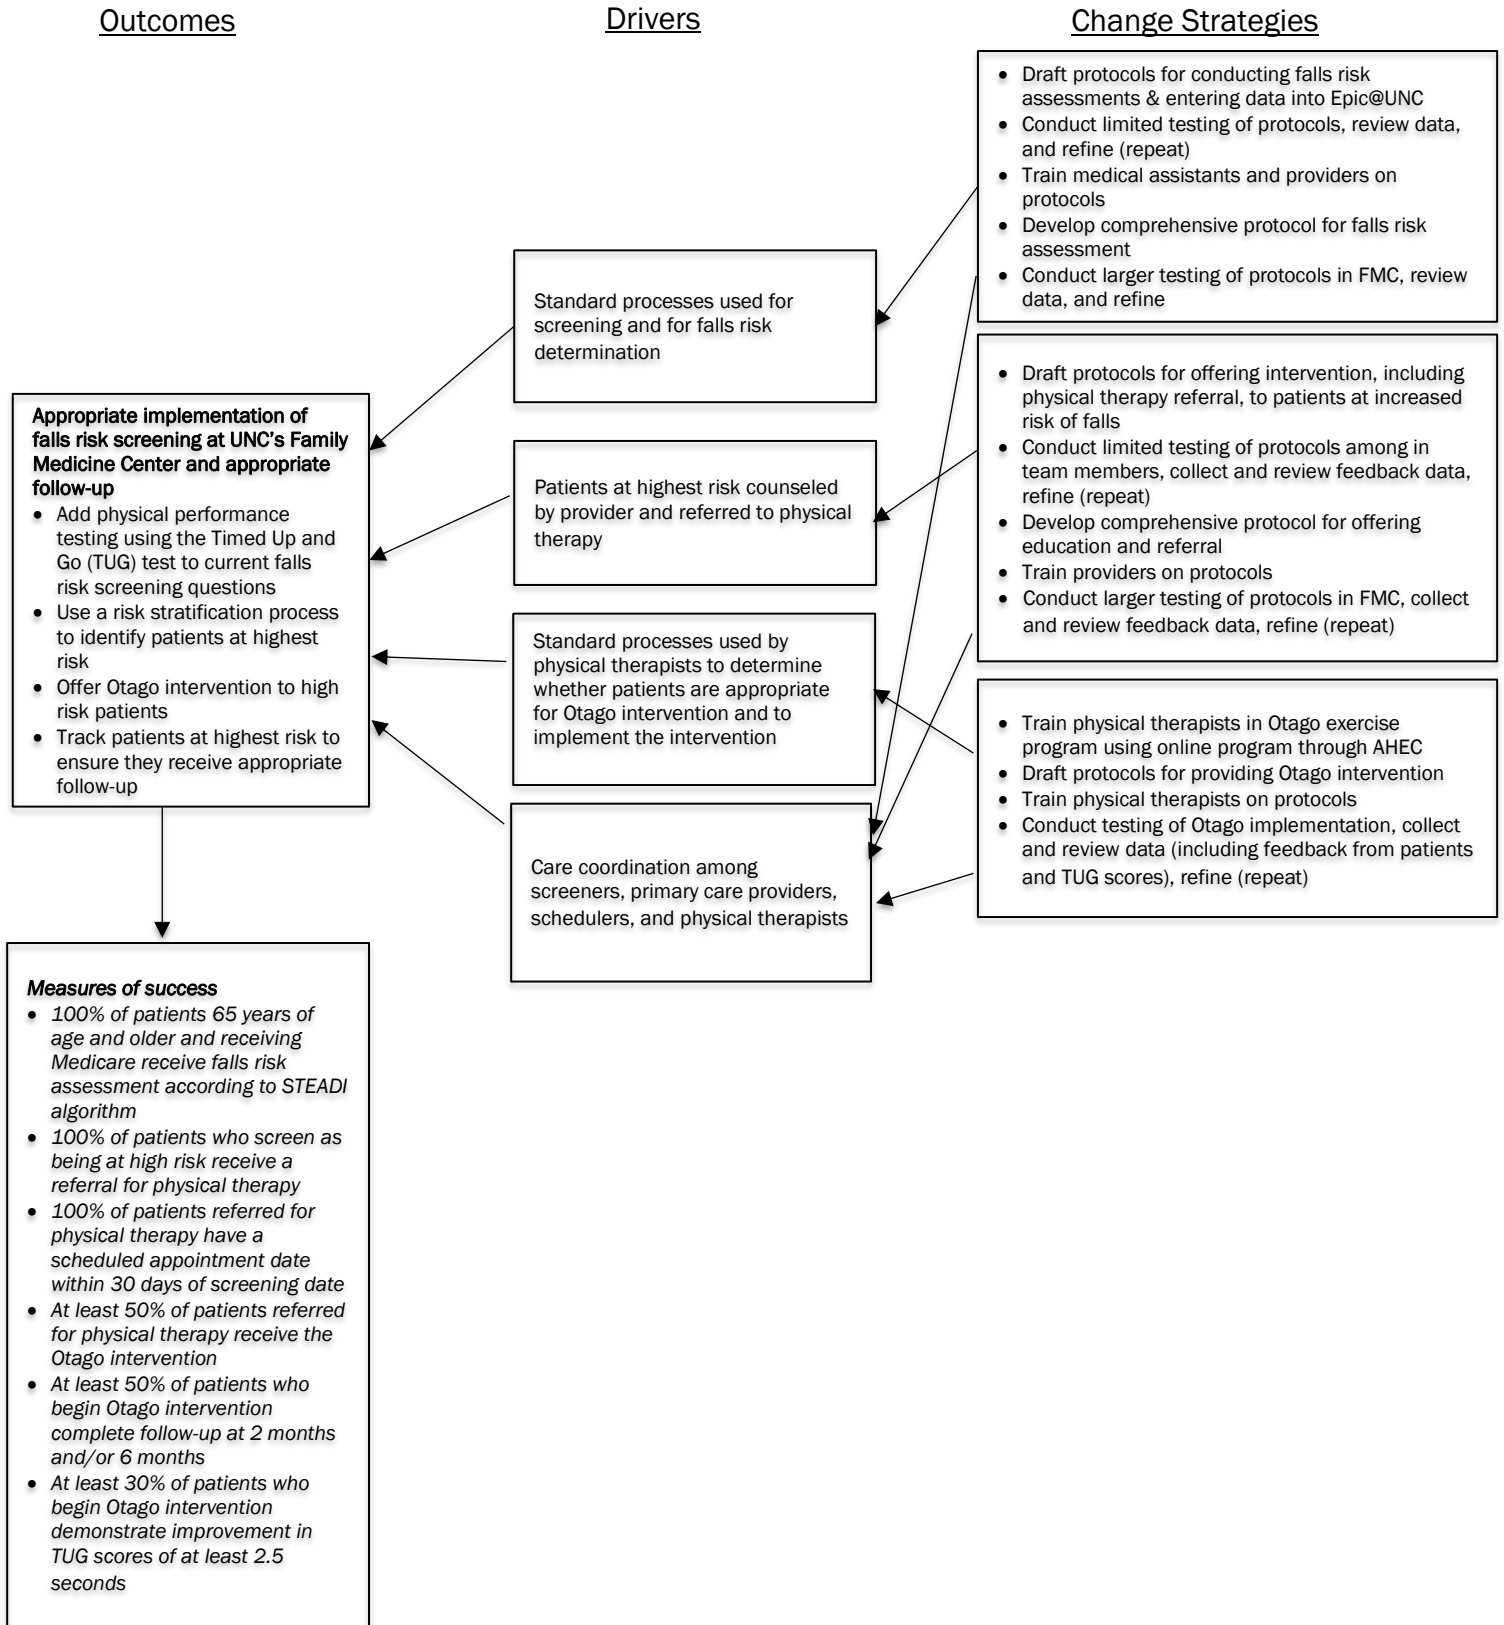 Outcomes
Drivers
Change Strategies
• Draft protocols for conducting falls risk
assessments & entering data into Epic@UNC
• Conduct limited testing of protocols, review data,
and refine (repeat)
• Train medical assistants and providers on
protocols
• Develop comprehensive protocol for falls risk
assessment
• Conduct larger testing of protocols in FMC, review
data, and refine
Standard processes used for
screening and for falls risk
determination
• Draft protocols for offering intervention, including
physical therapy referral, to patients at increased
risk of falls
• Conduct limited testing of protocols among in
team members, collect and review feedback data,
refine (repeat)
• Develop comprehensive protocol for offering
education and referral
• Train providers on protocols
• Conduct larger testing of protocols in FMC, collect
and review feedback data, refine (repeat)
Appropriate implementation of
falls risk screening at UNC's Family
Medicine Center and appropriate
follow-up
• Add physical performance
testing using the Timed Up and
Go (TUG) test to current falls
risk screening questions
• Use a risk stratification process
to identify patients at highest
risk
• Offer Otago intervention to high
risk patients
• Track patients at highest risk to
ensure they receive appropriate
follow-up
Patients at highest risk counseled
by provider and referred to physical
therapy
Standard processes used by
physical therapists to determine
whether patients are appropriate
for Otago intervention and to
implement the intervention
• Train physical therapists in Otago exercise
program using online program through AHEC
• Draft protocols for providing Otago intervention
• Train physical therapists on protocols
• Conduct testing of Otago implementation, collect
and review data (including feedback from patients
and TUG scores), refine (repeat)
Care coordination among
screeners, primary care providers,
schedulers, and physical therapists
Measures of success
• 100% of patients 65 years of
age and older and receiving
Medicare receive falls risk
assessment according to STEADI
algorithm
• 100% of patients who screen as
being at high risk receive a
referral for physical therapy
• 100% of patients referred for
physical therapy have a
scheduled appointment date
within 30 days of screening date
• At least 50% of patients referred
for physical therapy receive the
Otago intervention
• At least 50% of patients who
begin Otago intervention
complete follow-up at 2 months
and/or 6 months
• At least 30% of patients who
begin Otago intervention
demonstrate improvement in
TUG scores of at least 2.5
seconds